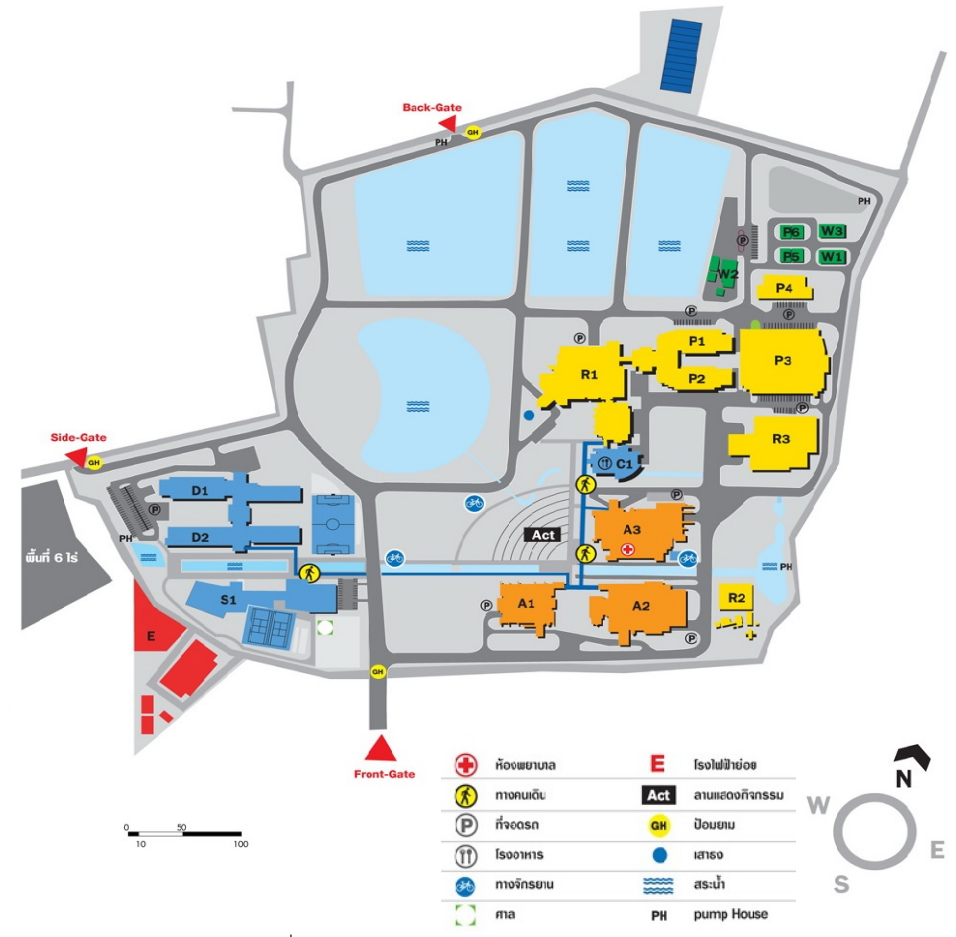 Back-Gate
GH
PH
PH
P6
W3
P
P5
W1
W2
P4
P
P
P1
P
P3
R1
P2
P
R3
Side-Gate
GH
C1
D1
P
P
A3
Act
D2
PH
พื้นที่ 6 ไร่
PH
S1
A1
A2
R2
P
E
P
GH
Front-Gate
ห้องพยาบาล
E
โรงไฟฟ้าย่อย
ทางคนเดิน
Act
ลานแสดงกิจกรรม
P
ที่จอดรถ
GH
ป้อมยาม
โรงอาหาร
เสาธง
ทางจักรยาน
สระน้ำ
ศาล
PH
pump House
N
W
E
S
0
50
10
100